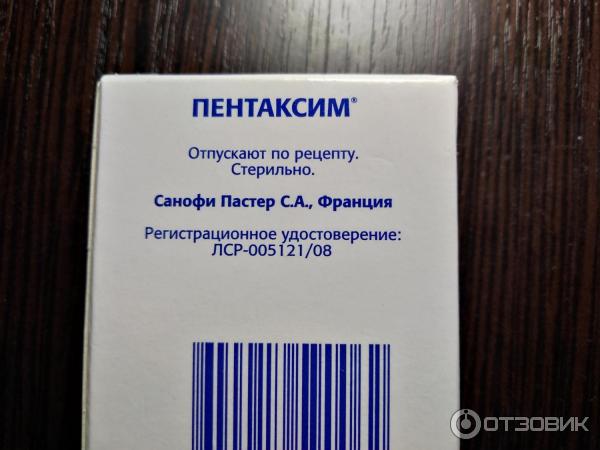 ПЕНТАКСИМ®
Отпускают по рецепту.
Стерильно.
Санофи Пастер С.А., Франция
Регистрационное удостоверение:
ЛСР-005121/08
ОТЗОВИК